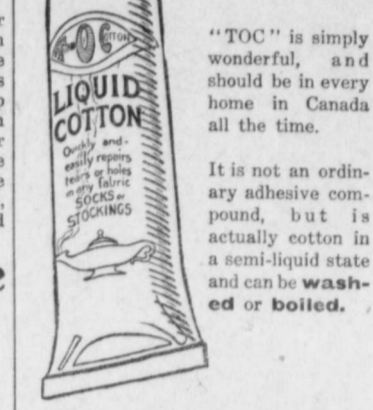 T-O-C COTTON
LIQUID
COTTON
Quickly and
easily repairs
tears or holes
in any fabric
SOCKS or
STOCKINGS
"TOC" is simply
wonderful, and
should be in every
home in Canada
all the time.
It is not an ordin-
ary adhesive com-
pound, but is
actually cotton in
a semi-liquid state
and can be wash-
ed or boiled.